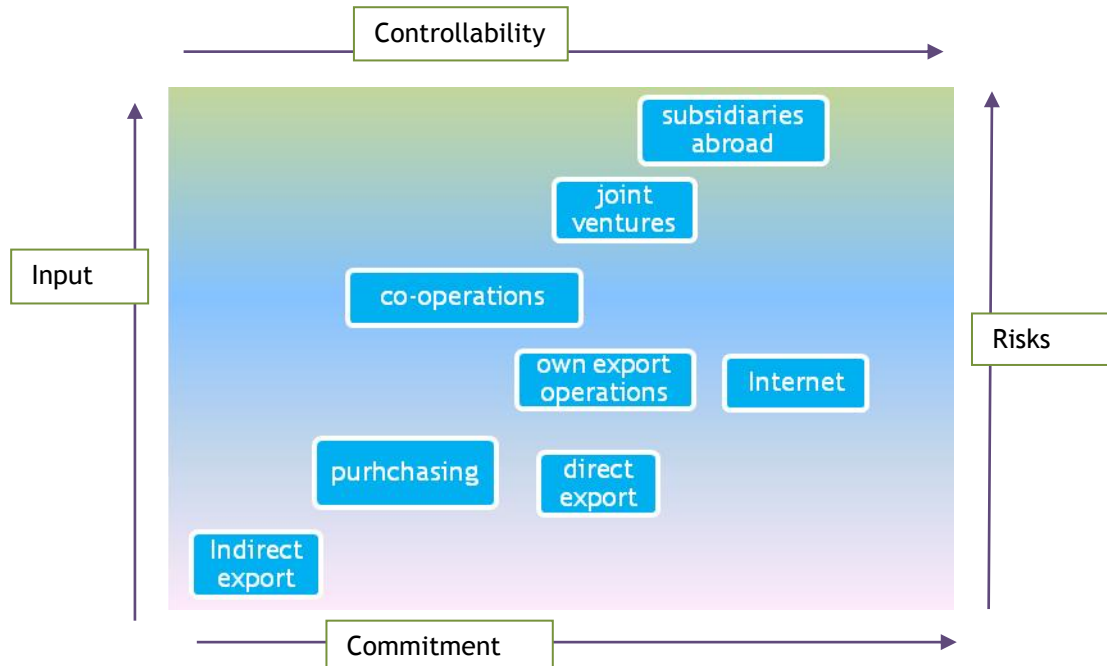 Controllability
subsidiaries
abroad
joint
ventures
Input
co-operations
Risks
own export
operations
Internet
purhchasing
direct
export
Indirect
export
Commitment